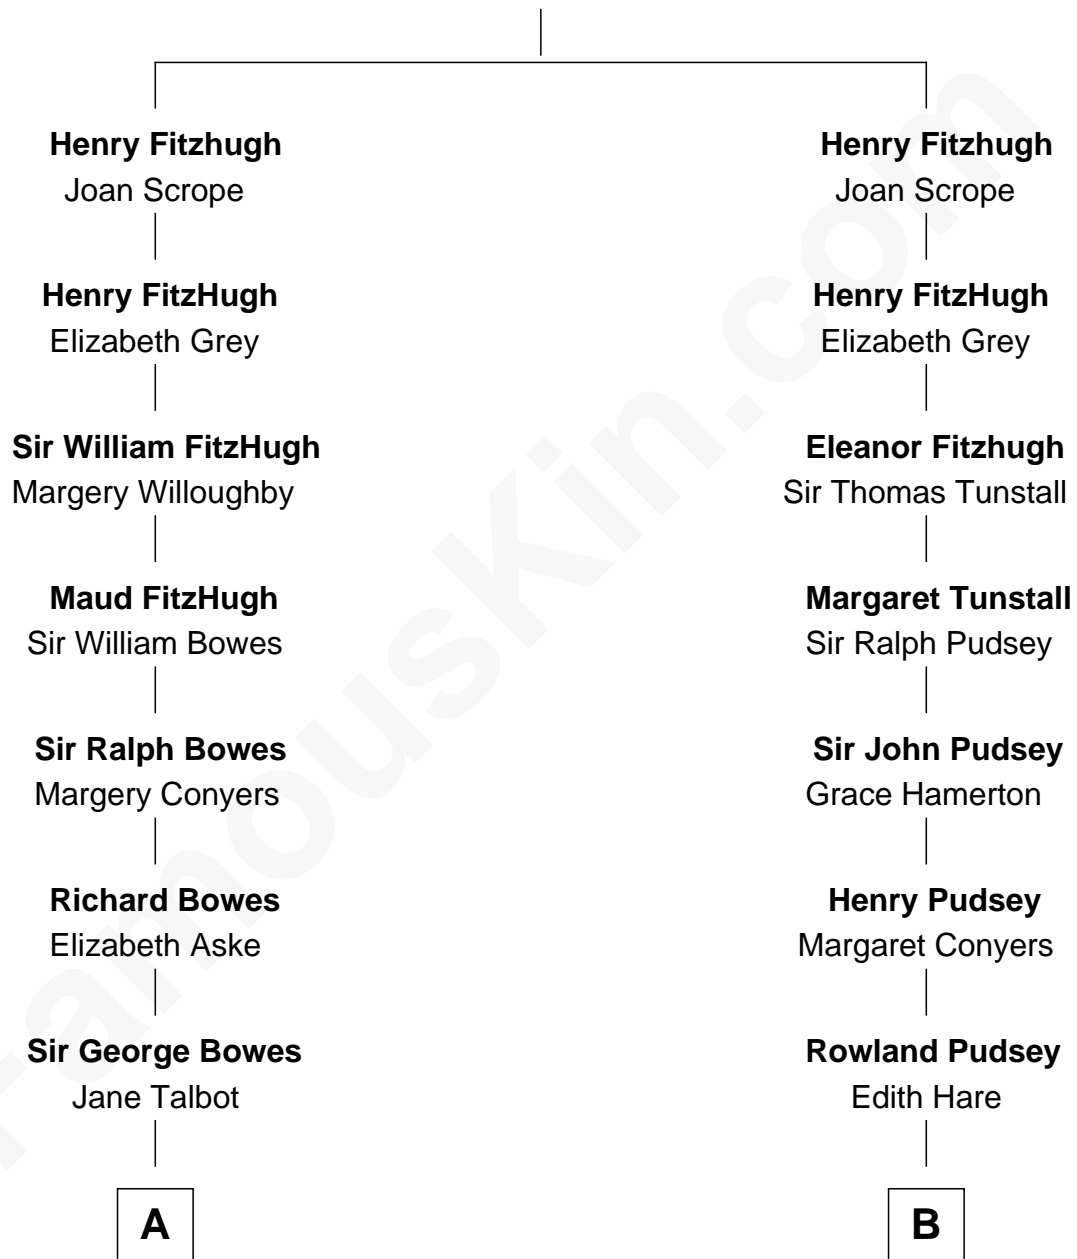 Henry Fitzhugh
Joan Scrope
Henry FitzHugh
Elizabeth Grey
Sir William FitzHugh
Margery Willoughby
Maud FitzHugh
Sir William Bowes
Sir Ralph Bowes
Margery Conyers
Richard Bowes
Elizabeth Aske
Sir George Bowes
Jane Talbot
A
Henry Fitzhugh
Joan Scrope
Henry FitzHugh
Elizabeth Grey
Eleanor Fitzhugh
Sir Thomas Tunstall
Margaret Tunstall
Sir Ralph Pudsey
Sir John Pudsey
Grace Hamerton
Henry Pudsey
Margaret Conyers
Rowland Pudsey
Edith Hare
B
FamousKin.com